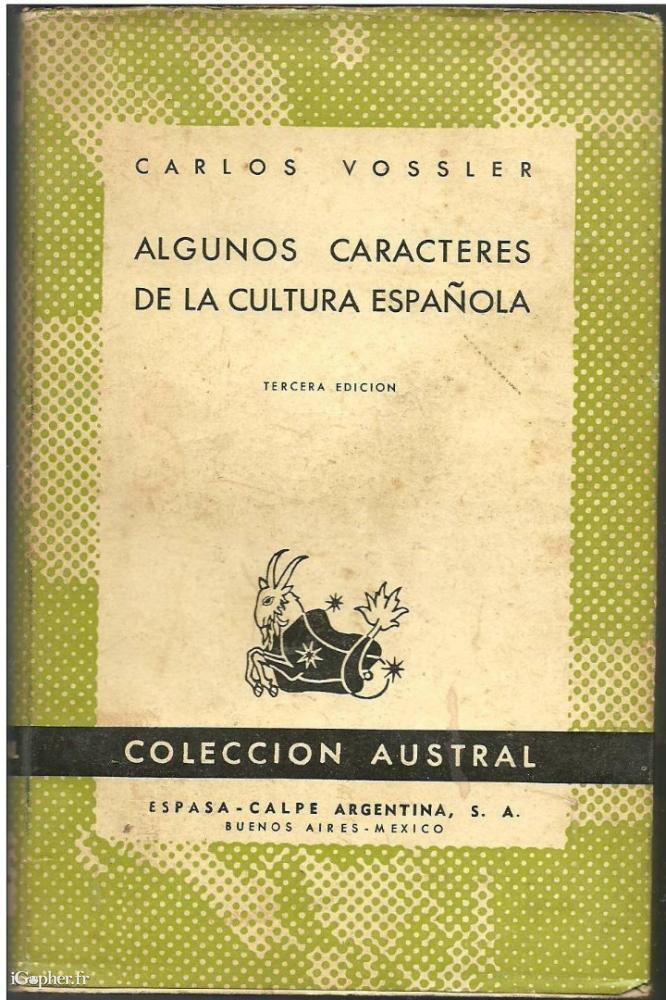 CARLOS VOSSLER
ALGUNOS CARACTERES
DE LA CULTURA ESPAÑOLA
TERCERA EDICION
L
COLECCION AUSTRAL
ESPASA-CALPE ARGENTINA, S. A.
BUENOS AIRES-MEXICO
iGopher.fr